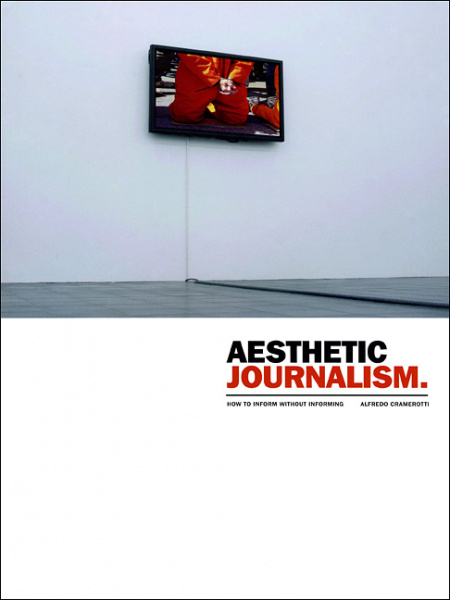 AESTHETIC
JOURNALISM.
HOW TO INFORM WITHOUT INFORMING ALFREDO CRAMEROTTI